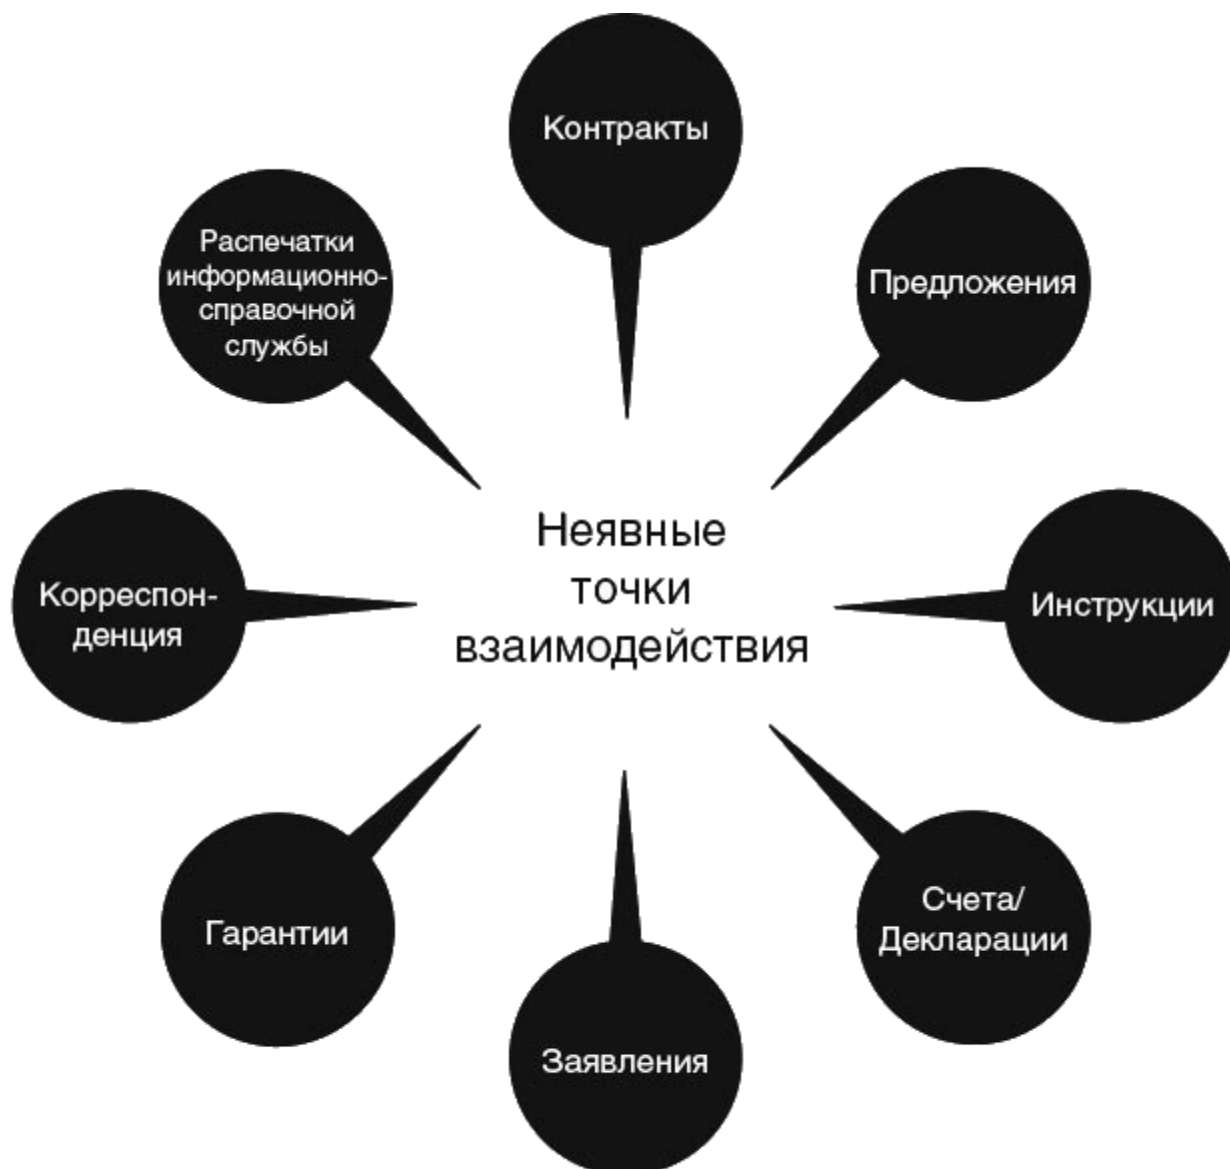 Контракты
Предложения
Инструкции
Счета/
Декларации
Заявления
Гарантии
Корреспон-
денция
Распечатки
информационно-
справочной
службы
Неявные
точки
взаимодействия